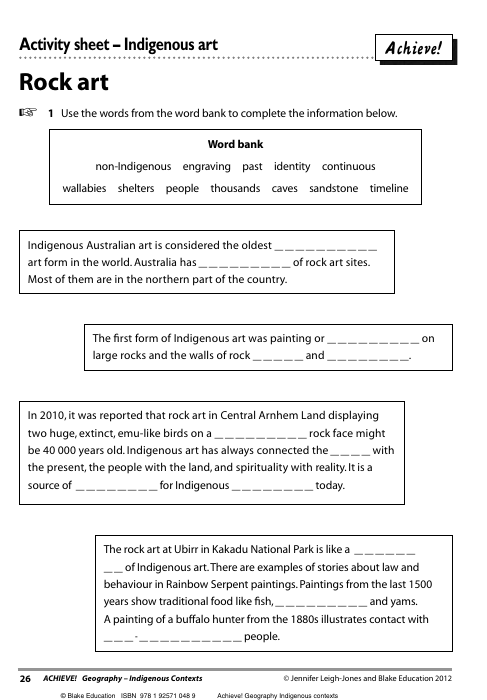 Activity sheet – Indigenous art
Achieve!
Rock art
1 Use the words from the word bank to complete the information below.
Word bank
non-Indigenous engraving past identity continuous
wallabies shelters people thousands caves sandstone timeline
Indigenous Australian art is considered the oldest _ _ _ _ _ _ _ _ _ _
art form in the world. Australia has _ _ _ _ _ _ _ _ _ of rock art sites.
Most of them are in the northern part of the country.
The first form of Indigenous art was painting or _ _ _ _ _ _ _ _ _ on
large rocks and the walls of rock _ _ _ _ _ and _ _ _ _ _ _ _ _.
In 2010, it was reported that rock art in Central Arnhem Land displaying
two huge, extinct, emu-like birds on a _ _ _ _ _ _ _ _ _ rock face might
be 40 000 years old. Indigenous art has always connected the _ _ _ _ with
the present, the people with the land, and spirituality with reality. It is a
source of _ _ _ _ _ _ _ _ for Indigenous _ _ _ _ _ _ today.
The rock art at Ubirr in Kakadu National Park is like a _ _ _ _ _ _
_ _ of Indigenous art. There are examples of stories about law and
behaviour in Rainbow Serpent paintings. Paintings from the last 1500
years show traditional food like fish, _ _ _ _ _ _ _ _ _ and yams.
A painting of a buffalo hunter from the 1880s illustrates contact with
_ _ _ - _ _ _ _ _ _ _ _ _ _ people.
26 ACHIEVE! Geography – Indigenous Contexts © Jennifer Leigh-Jones and Blake Education 2012
© Blake Education ISBN 978 1 92571 048 9 Achieve! Geography Indigenous contexts